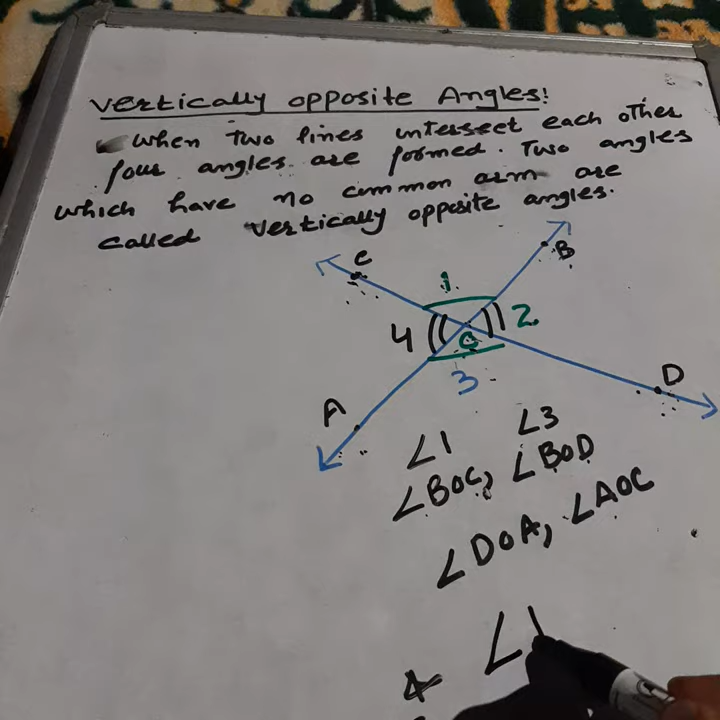 Vertically opposite Angles:
When two lines intersect each other
four angles are formed. Two angles
which have no common arm are
called vertically opposite angles.
C B
1
4 2
O
3 D
A
∠1 ∠3
∠BOC, ∠BOD
∠DOA, ∠AOC
∠1